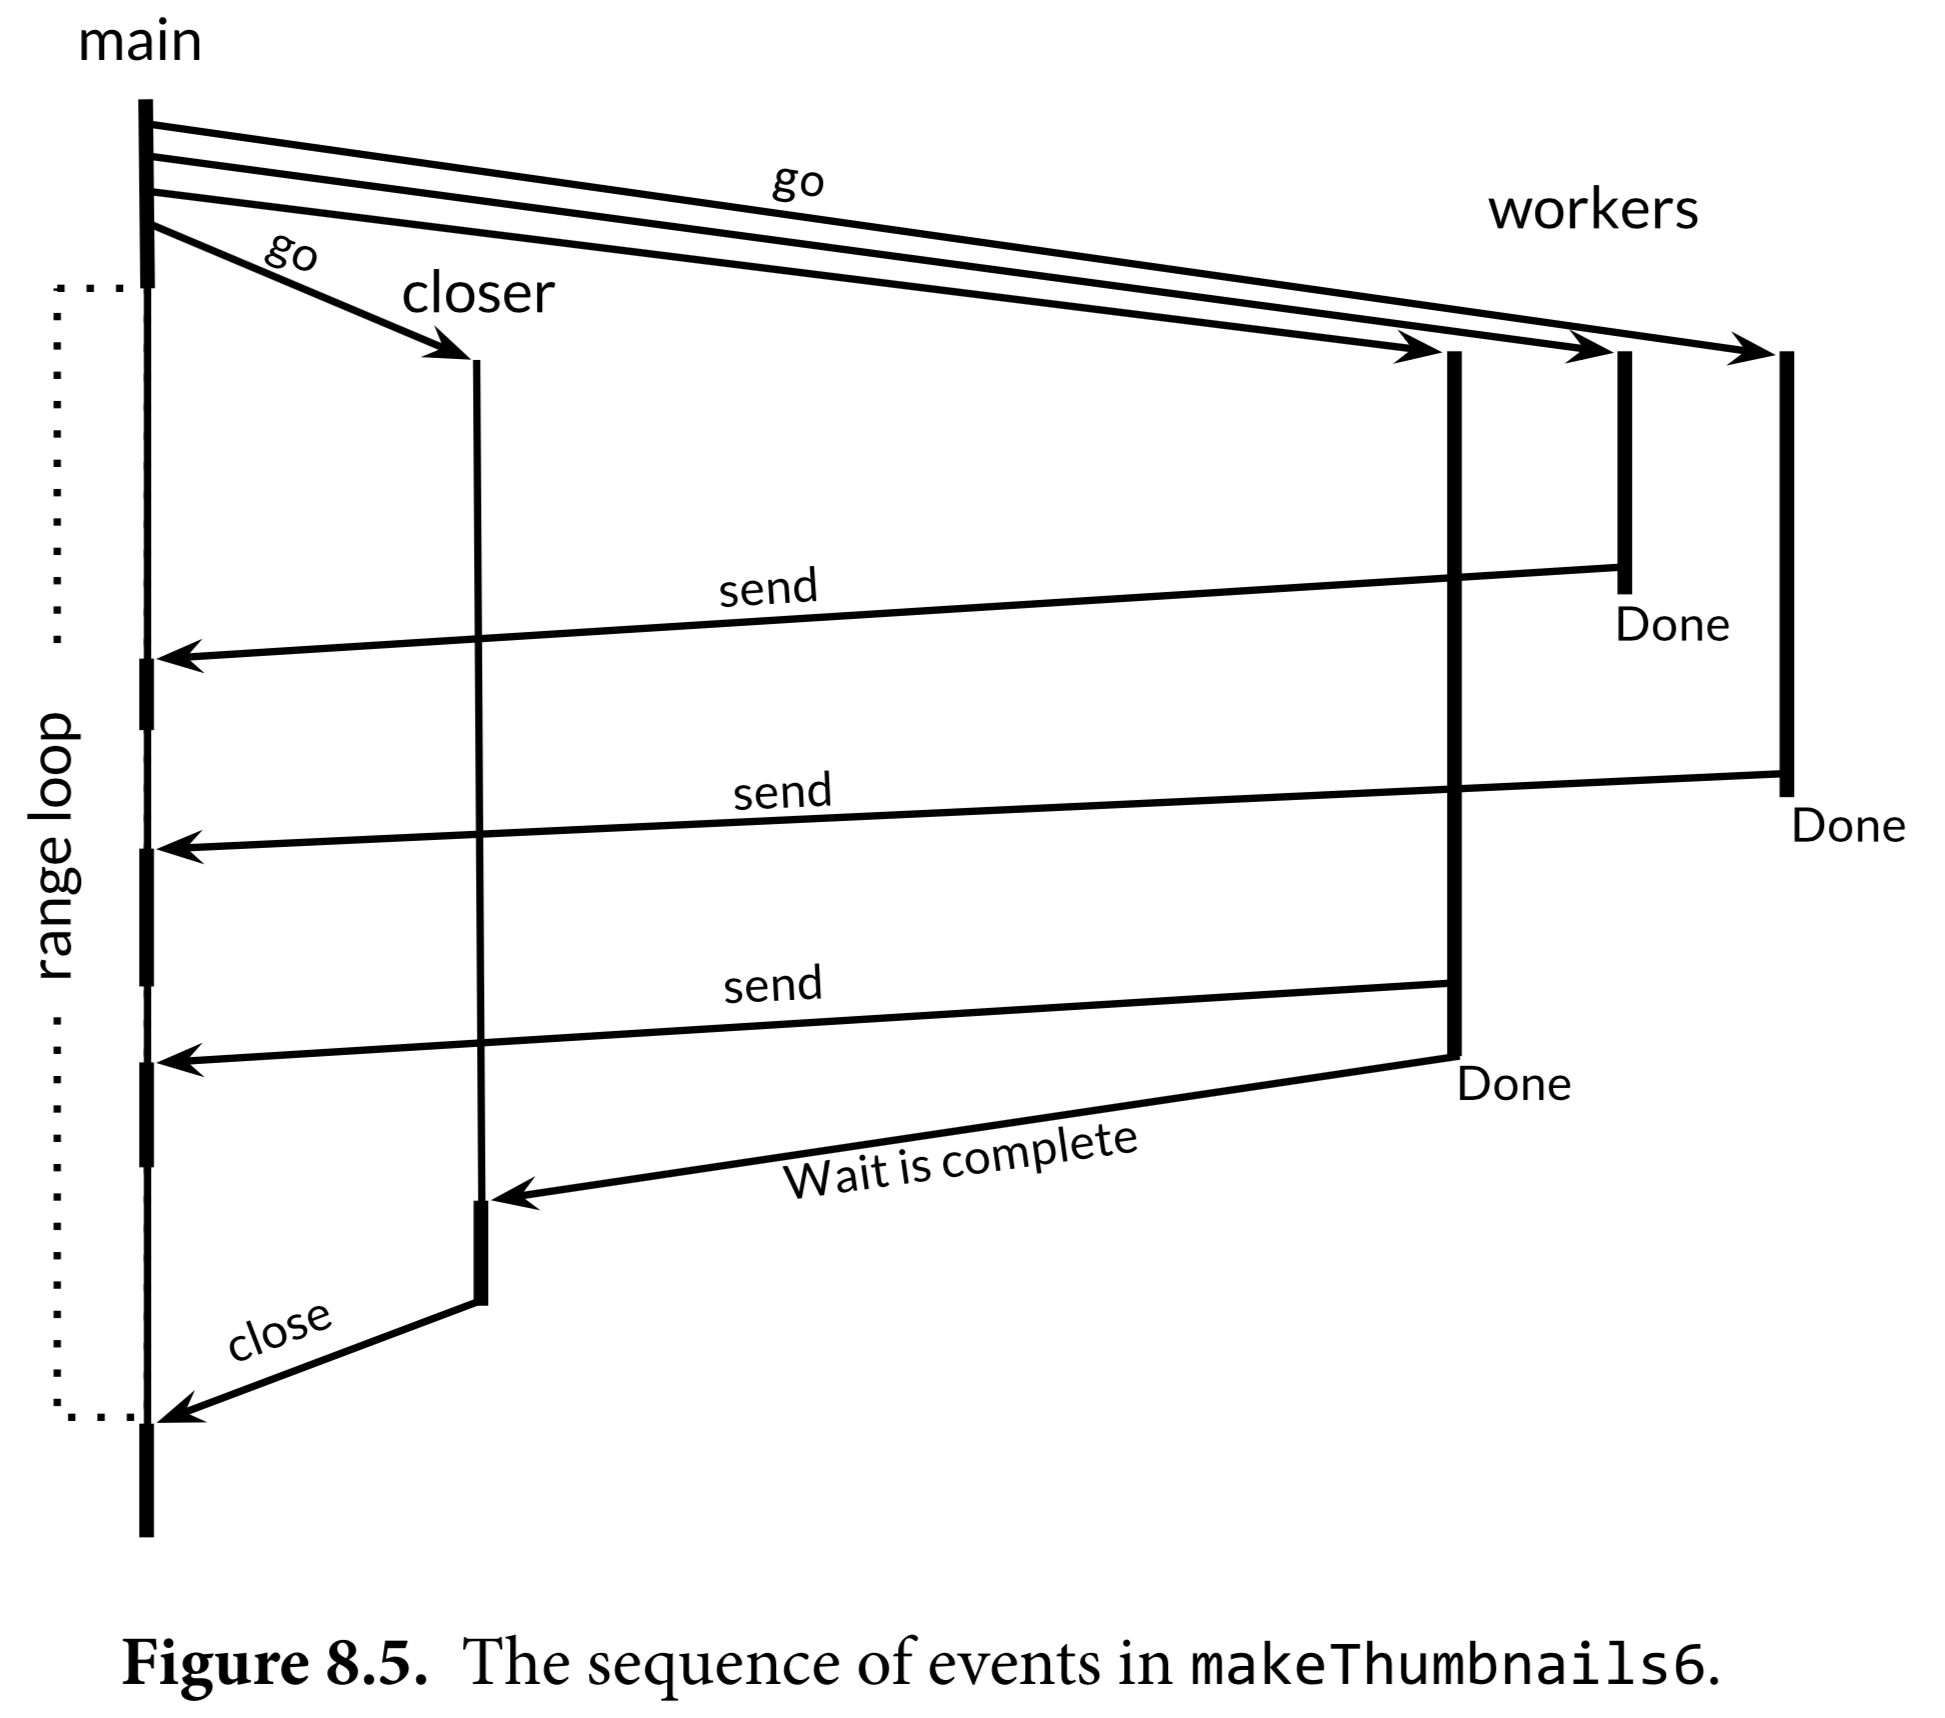 main
go
workers
go
closer
send
Done
range loop
send
Done
send
Done
Wait is complete
close
Figure 8.5. The sequence of events in makeThumbnails6.